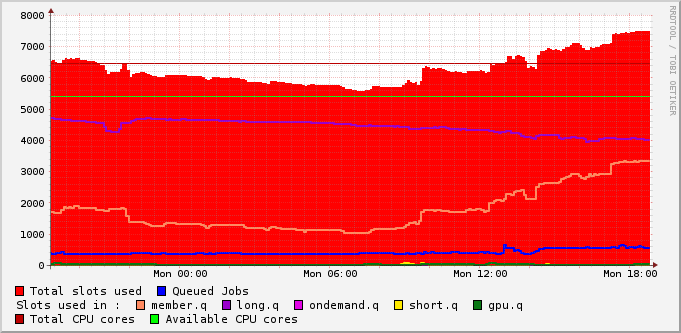 8000
7000
6000
5000
4000
3000
2000
1000
0
Mon 00:00 Mon 06:00 Mon 12:00 Mon 18:00
Total slots used Queued Jobs
Slots used in : member.q long.q ondemand.q short.q gpu.q
Total CPU cores Available CPU cores
RRDTOOL / TOBI OETIKER